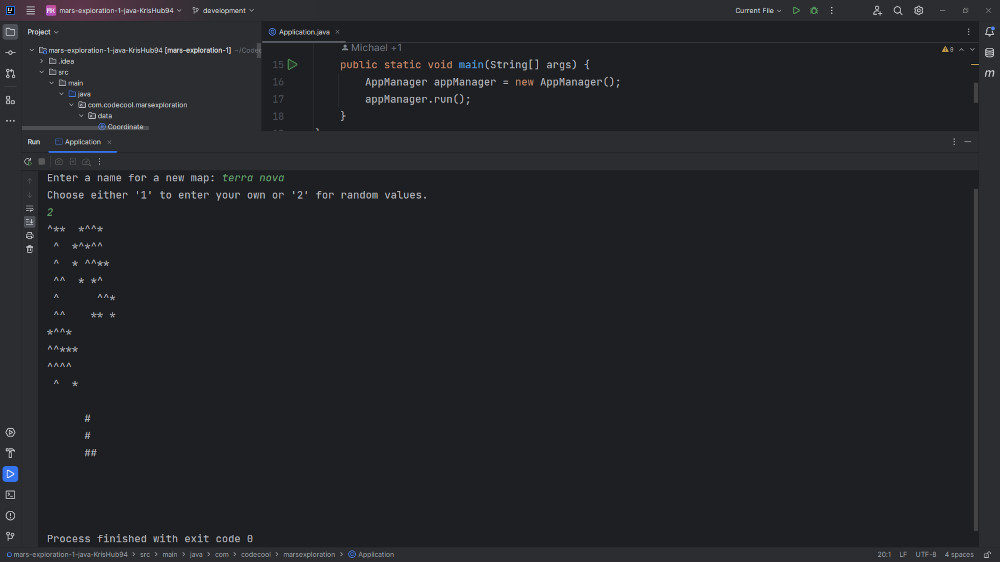 MK mars-exploration-1-java-KrisHub94 development Current File
Project
Application.java
mars-exploration-1-java-KrisHub94 [mars-exploration-1] ~/Codec
.idea
src
main
java
com.codecool.marsexploration
data
Coordinate
Michael +1
9
15 public static void main(String[] args) {
16 AppManager appManager = new AppManager();
17 appManager.run();
18 }
Run Application
Enter a name for a new map: terra nova
Choose either '1' to enter your own or '2' for random values.
2
^**  *^^*
 ^  *^*^^
 ^  * ^^**
 ^^  * *^
 ^      ^^*
 ^^    ** *
*^^*
^^***
^^^^
 ^  *
      #
      #
      ##
Process finished with exit code 0
mars-exploration-1-java-KrisHub94 > src > main > java > com > codecool > marsexploration > Application 20:1 LF UTF-8 4 spaces